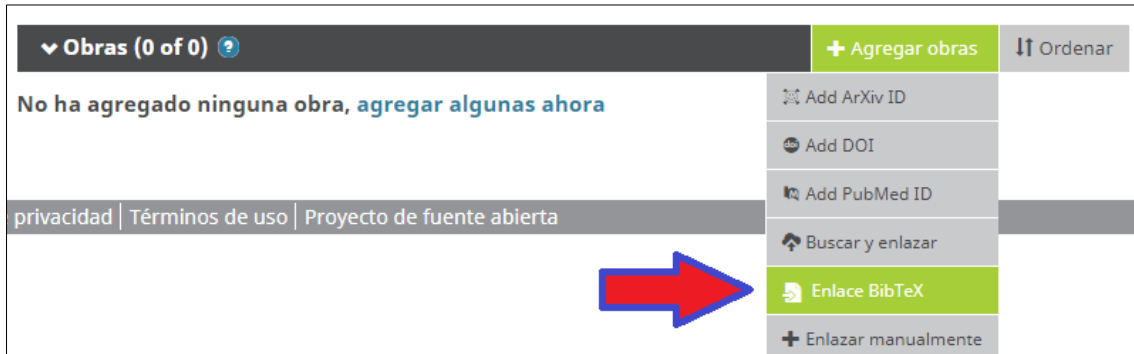 Obras (0 of 0) ?
+ Agregar obras
Ordenar
No ha agregado ninguna obra, agregar algunas ahora
Add ArXiv ID
doi Add DOI
Add PubMed ID
privacidad | Términos de uso | Proyecto de fuente abierta
Buscar y enlazar
Enlace BibTeX
+ Enlazar manualmente